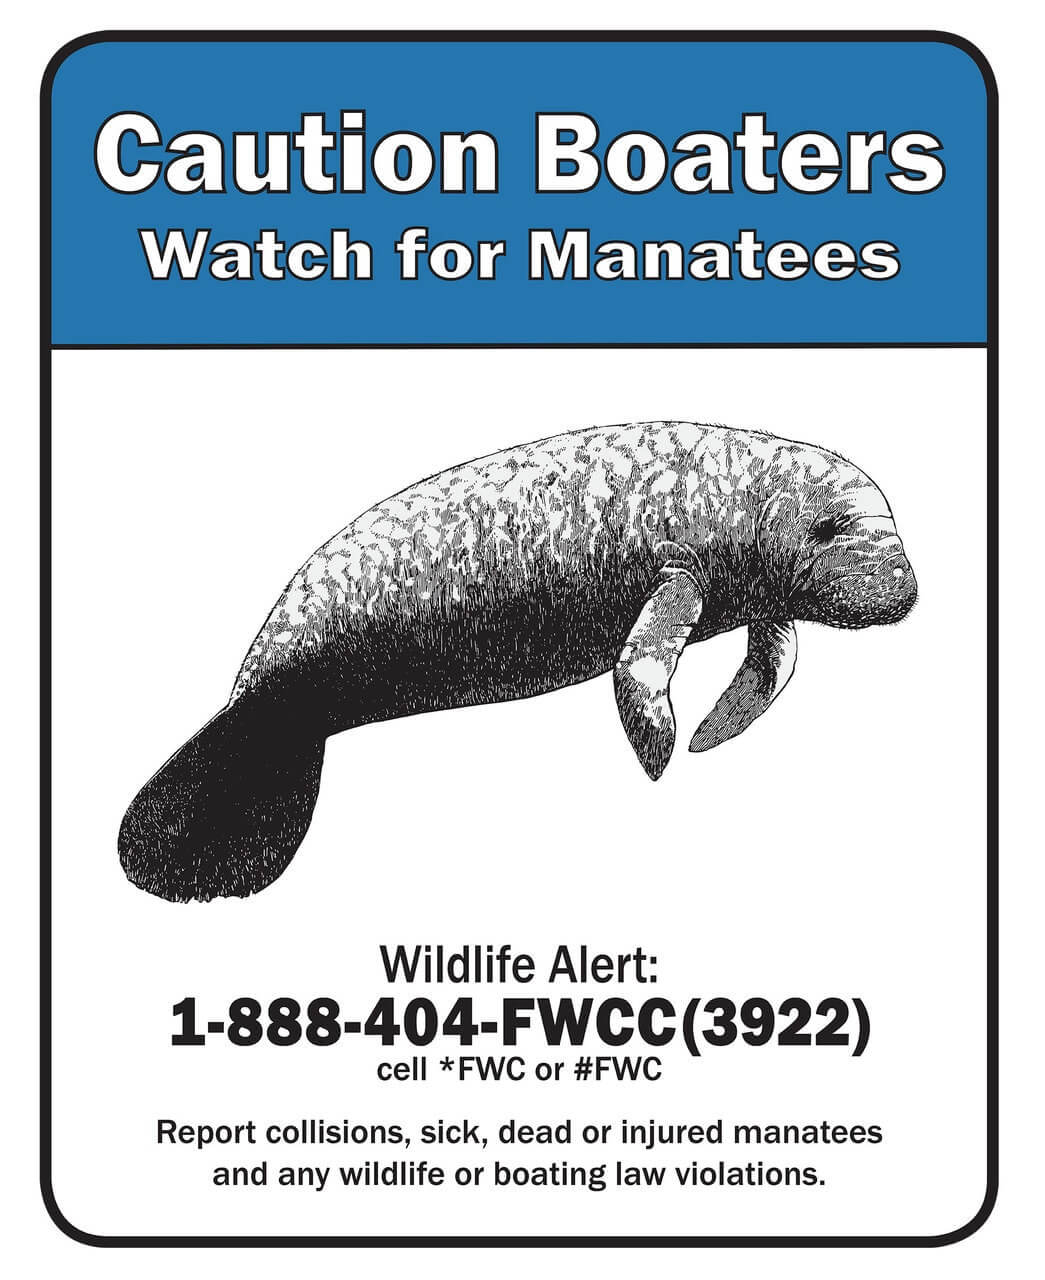 Caution Boaters
Watch for Manatees
Wildlife Alert:
1-888-404-FWCC(3922)
cell *FWC or #FWC
Report collisions, sick, dead or injured manatees
and any wildlife or boating law violations.